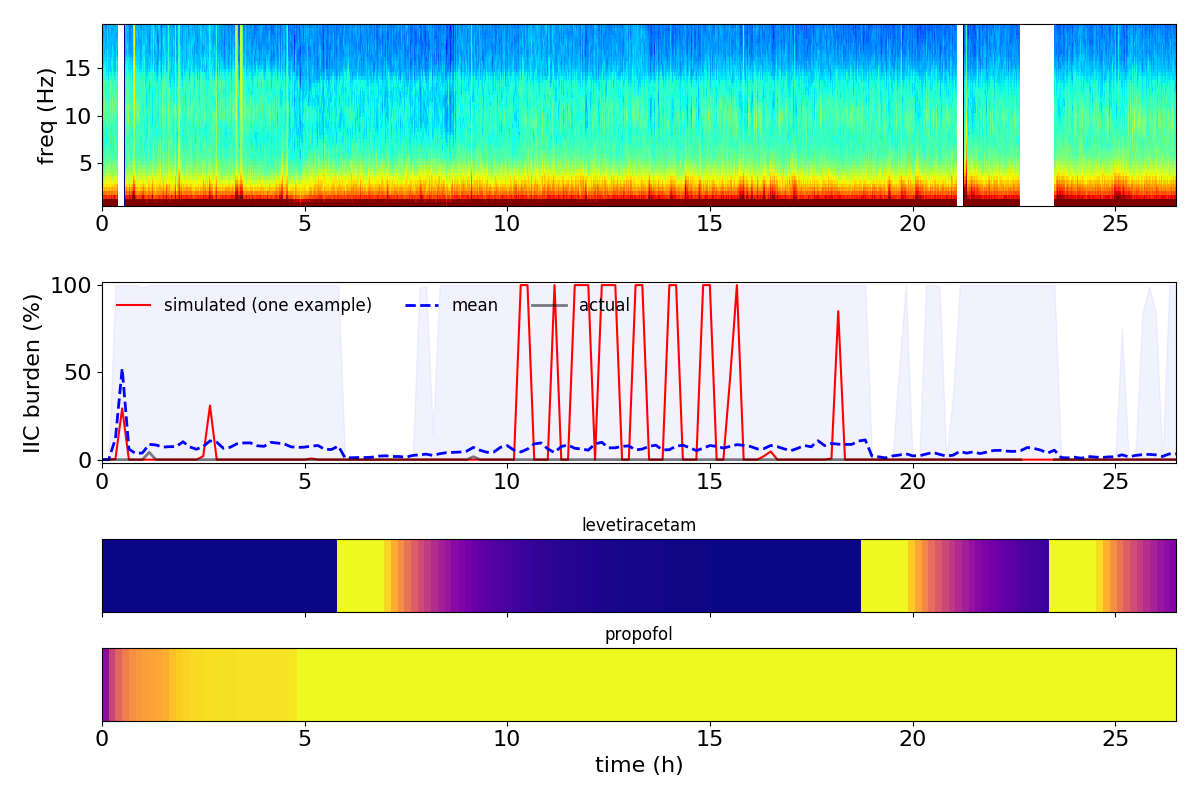 freq (Hz)
15
10
5
0 5 10 15 20 25
IIC burden (%)
100
50
0
simulated (one example) mean actual
0 5 10 15 20 25
levetiracetam
propofol
0 5 10 15 20 25
time (h)